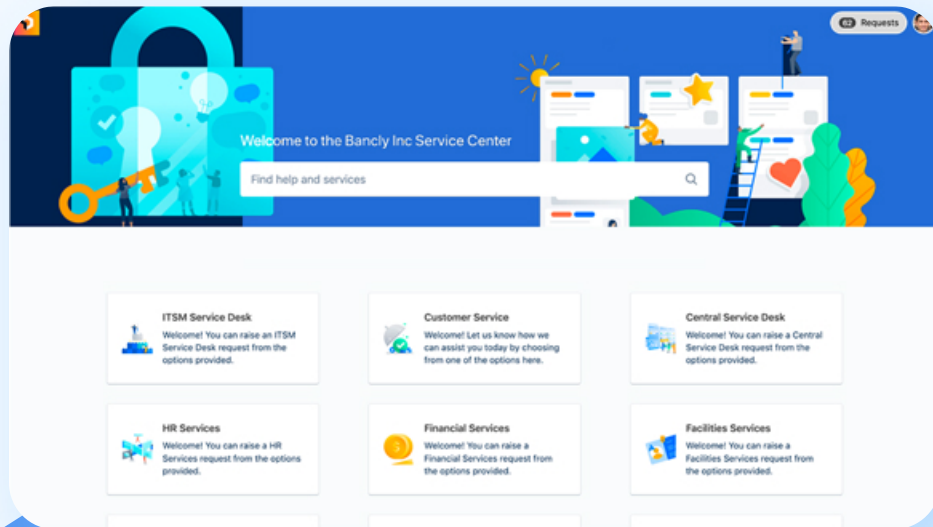 62 Requests
Welcome to the Bancly Inc Service Center
Find help and services
ITSM Service Desk
Welcome! You can raise an ITSM
Service Desk request from the
options provided.
Customer Service
Welcome! Let us know how we
can assist you today by choosing
from one of the options here.
Central Service Desk
Welcome! You can raise a Central
Service Desk request from the
options provided.
HR Services
Welcome! You can raise a HR
Services request from the options
provided.
Financial Services
Welcome! You can raise a
Financial Services request from
the options provided.
Facilities Services
Welcome! You can raise a
Facilities Services request from
the options provided.